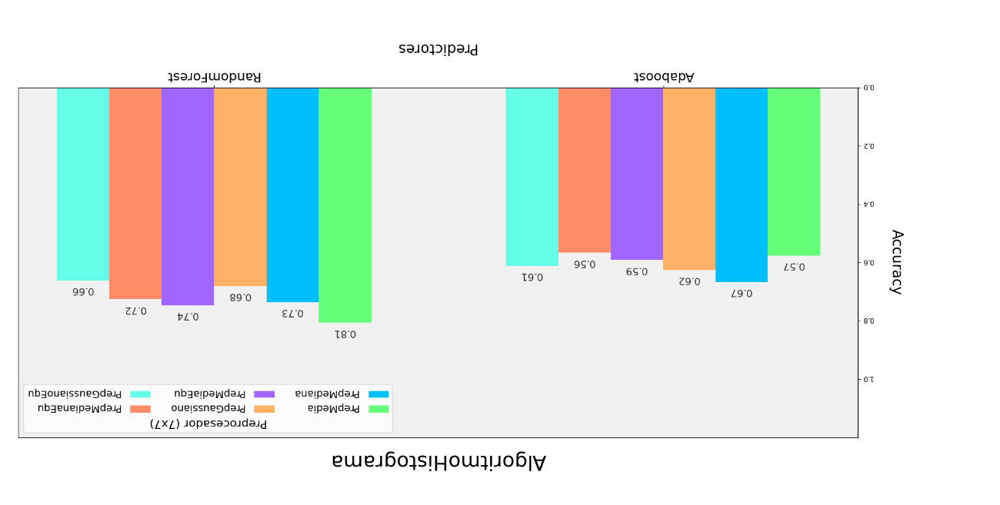 AlgoritmoHistograma
Preprocesador (7x7)
PrepMedia PrepGaussiano PrepMedianaEqu
PrepMediana PrepMediaEqu PrepGaussianoEqu
Accuracy
1.0
0.8
0.6
0.4
0.2
0.0
0.57 0.67 0.62 0.59 0.56 0.61
0.81 0.73 0.68 0.74 0.72 0.66
Adaboost RandomForest
Predictores